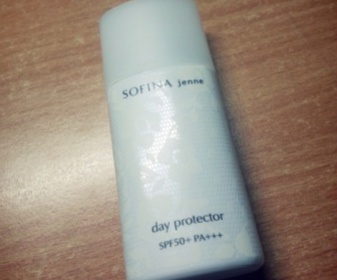 SOFINA jenne
day protector
SPF50+ PA+++